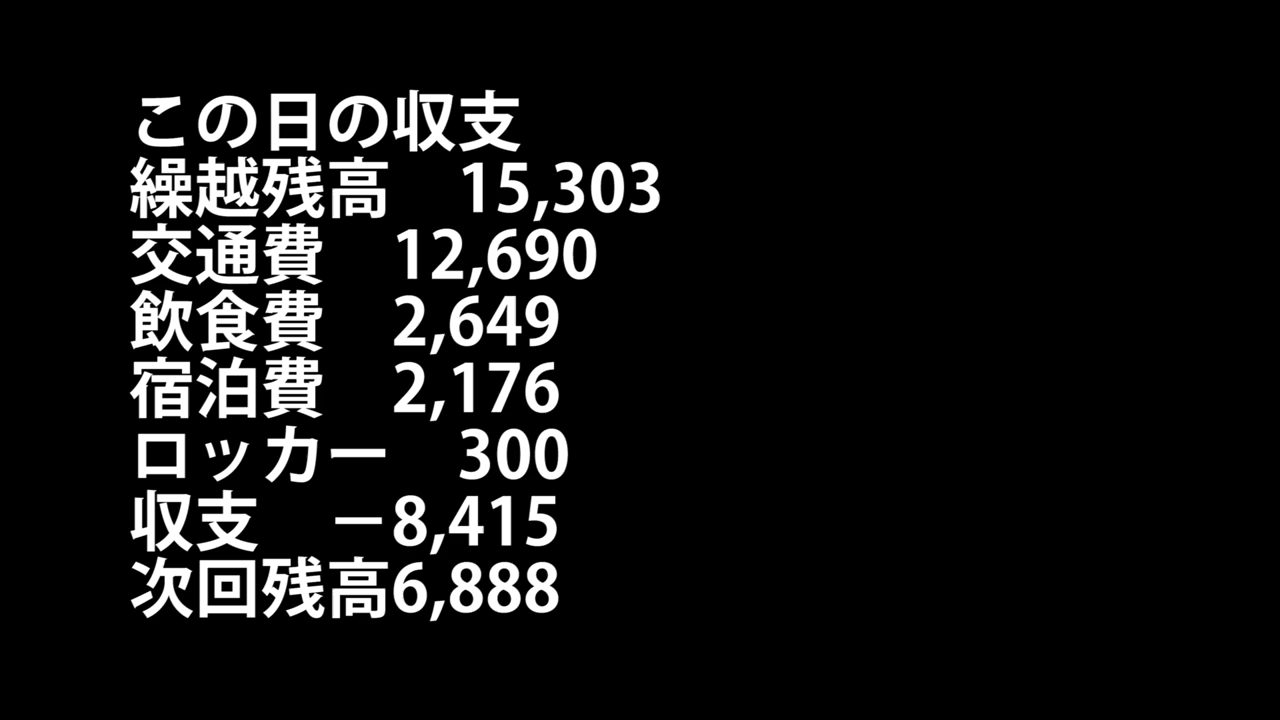 この日の収支
繰越残高　15,303
交通費　12,690
飲食費　2,649
宿泊費　2,176
ロッカー　300
収支　－8,415
次回残高6,888